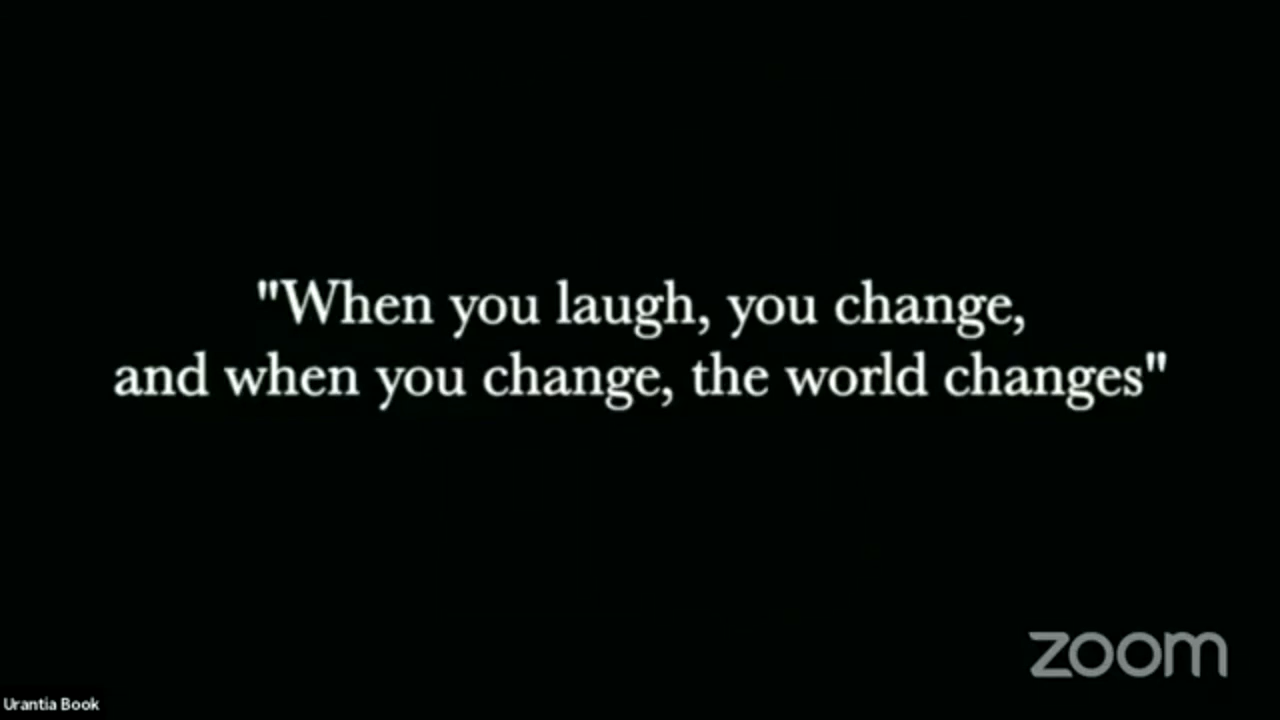 "When you laugh, you change,
and when you change, the world changes"
zoom
Urantia Book